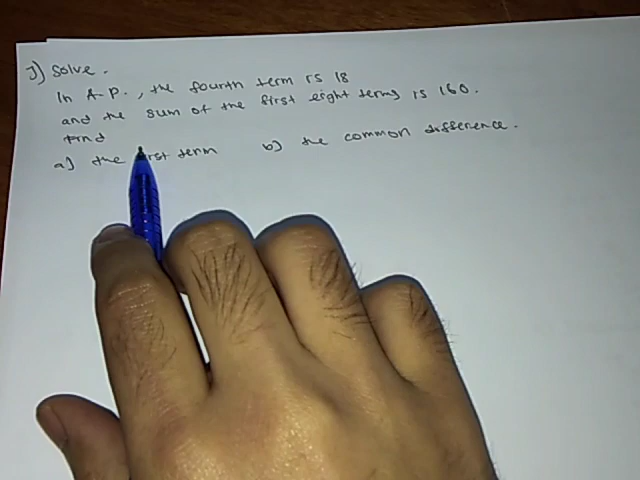 J) Solve.
In A.P., the fourth term is 18
and the sum of the first eight terms is 160.
Find
a) the first term b) the common difference.